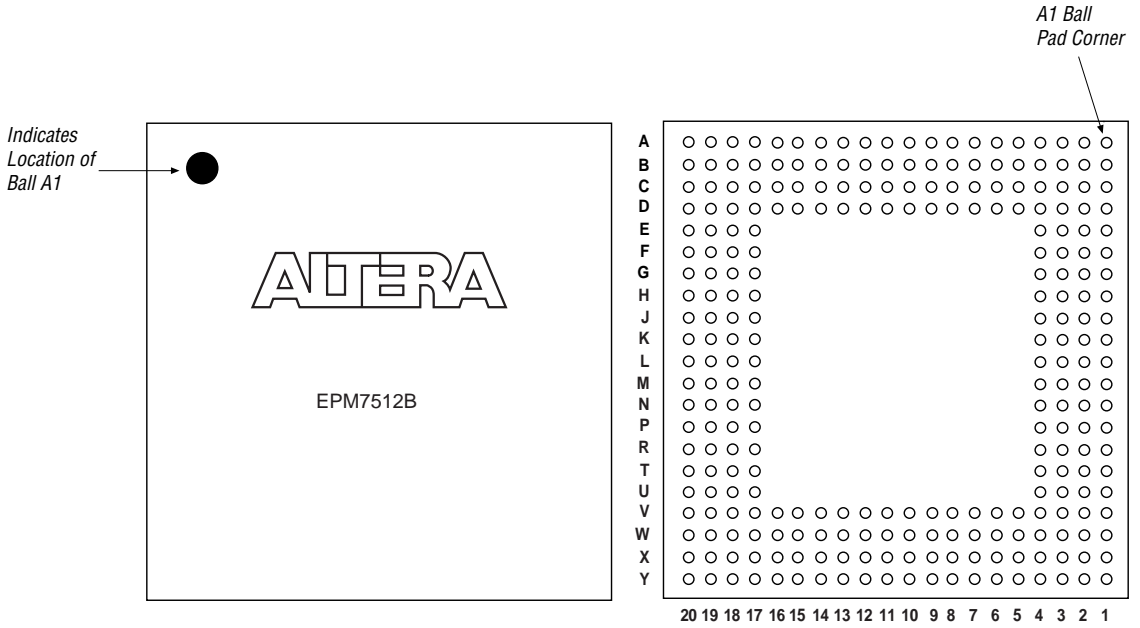 A1 Ball
Pad Corner
Indicates
Location of
Ball A1
ALTERA
EPM7512B
A
B
C
D
E
F
G
H
J
K
L
M
N
P
R
T
U
V
W
X
Y
20 19 18 17 16 15 14 13 12 11 10 9 8 7 6 5 4 3 2 1